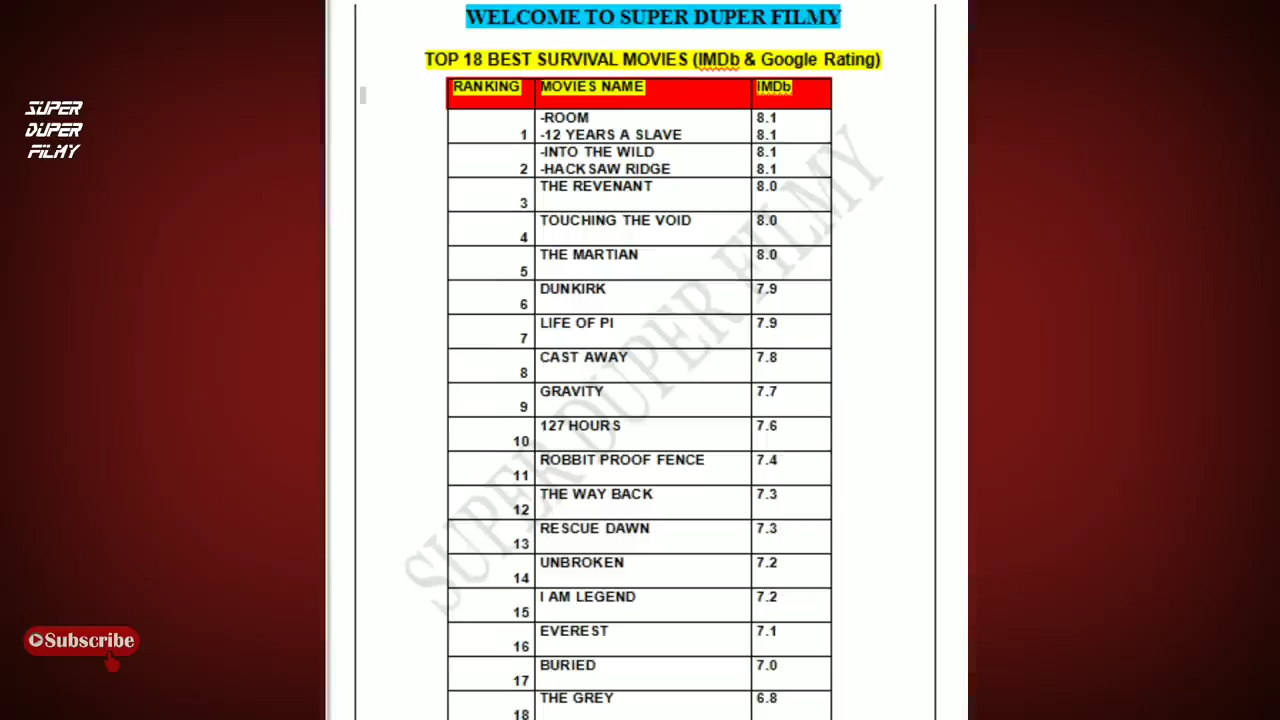 WELCOME TO SUPER DUPER FILMY
TOP 18 BEST SURVIVAL MOVIES (IMDb & Google Rating)
SUPER
DUPER
FILMY
RANKING MOVIES NAME IMDb
-ROOM 8.1
1 -12 YEARS A SLAVE 8.1
-INTO THE WILD 8.1
2 -HACKSAW RIDGE 8.1
THE REVENANT 8.0
3
TOUCHING THE VOID 8.0
4
THE MARTIAN 8.0
5
DUNKIRK 7.9
6
LIFE OF PI 7.9
7
CAST AWAY 7.8
8
GRAVITY 7.7
9
127 HOURS 7.6
10
ROBBIT PROOF FENCE 7.4
11
THE WAY BACK 7.3
12
RESCUE DAWN 7.3
13
UNBROKEN 7.2
14
I AM LEGEND 7.2
15
EVEREST 7.1
16
BURIED 7.0
17
THE GREY 6.8
18
SUPER DUPER FILMY
Subscribe